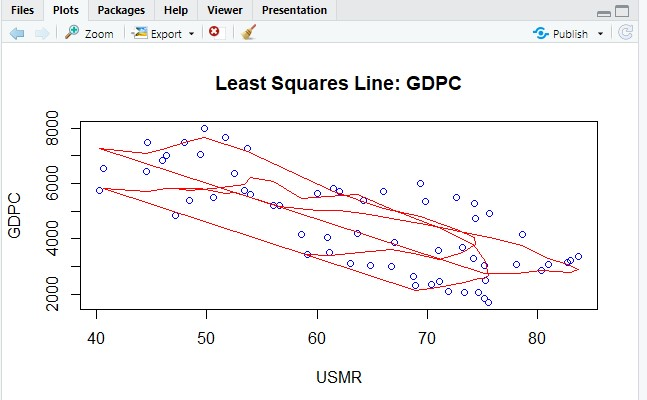 Files Plots Packages Help Viewer Presentation
Zoom Export Publish
Least Squares Line: GDPC
8000
6000
4000
2000
GDPC
40 50 60 70 80
USMR